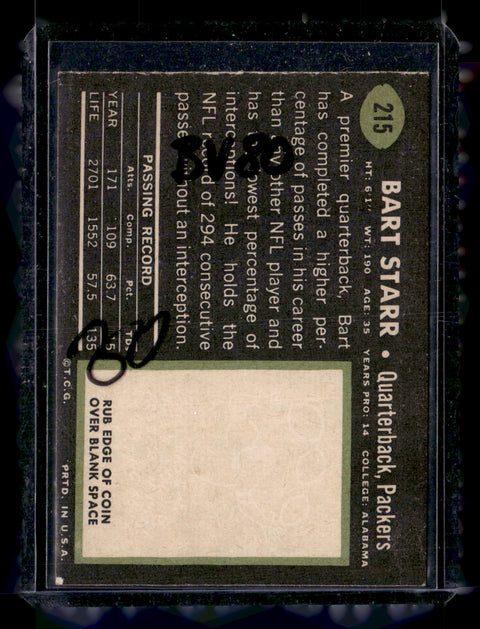 215
BART STARR • Quarterback, Packers
HT: 6'1" WT: 190 AGE: 35 YEARS PRO: 14 COLLEGE: ALABAMA
A premier quarterback, Bart
has completed a higher per-
centage of passes in his career
than any other NFL player and
has lowest percentage of
interceptions! He holds the
NFL record of 294 consecutive
passes without an interception.
BV 80
PASSING RECORD
Atts. Comp. Pct. TDs
YEAR 171 109 63.7 15
LIFE 2701 1552 57.5 135
80
RUB EDGE OF COIN
OVER BLANK SPACE
©T.C.G. PRTD. IN U.S.A.